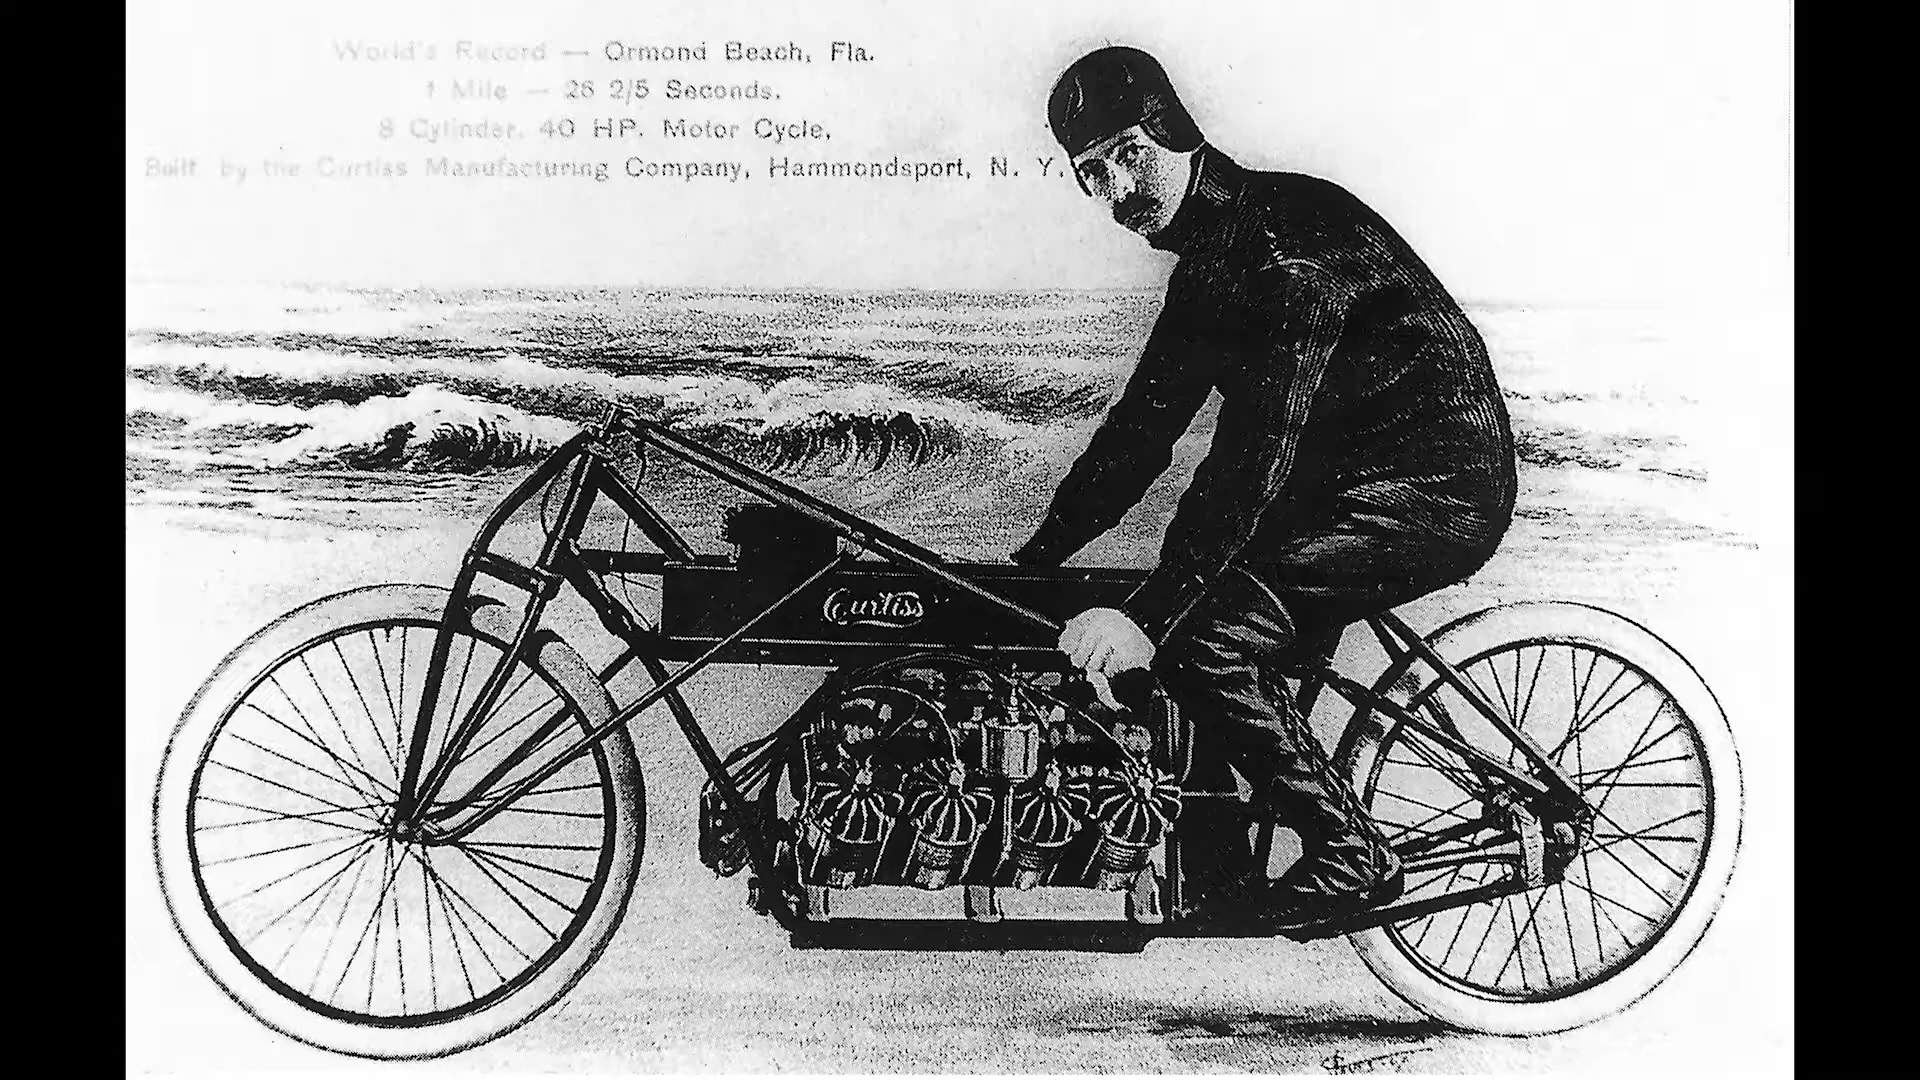 World's Record — Ormond Beach, Fla.
1 Mile — 26 2/5 Seconds.
8 Cylinder. 40 HP. Motor Cycle,
Built by the Curtiss Manufacturing Company, Hammondsport, N. Y.
Curtiss